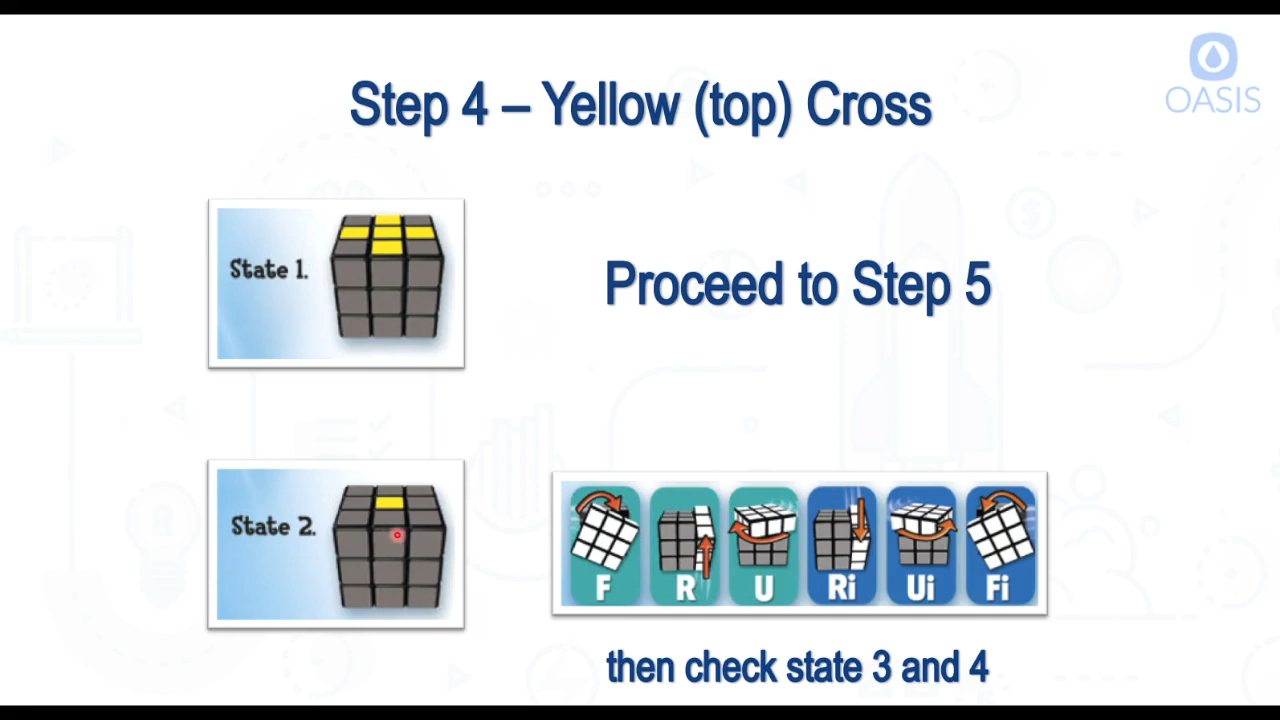 OASIS
Step 4 – Yellow (top) Cross
State 1.
Proceed to Step 5
State 2.
F R U Ri Ui Fi
then check state 3 and 4